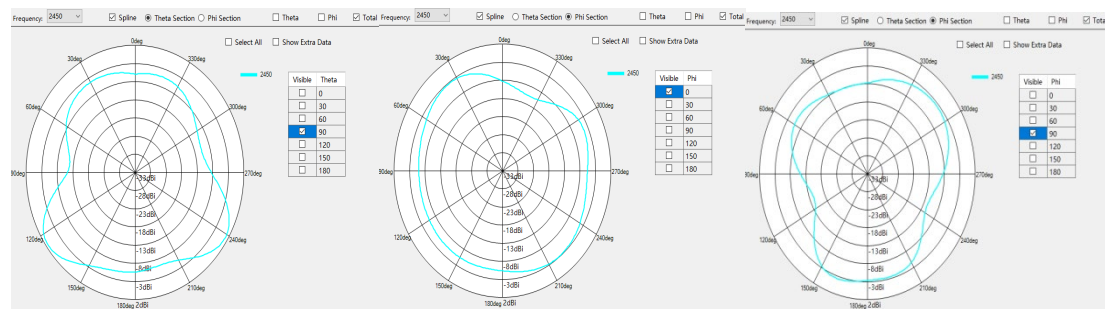 Frequency: 2450 Spline Theta Section Phi Section Theta Phi Total
Select All Show Extra Data
2450
Visible Theta
0
30
60
90
120
150
180
0deg
330deg
300deg
270deg
240deg
210deg
180deg
150deg
120deg
90deg
60deg
30deg
-33dBi
-28dBi
-23dBi
-18dBi
-13dBi
-8dBi
-3dBi
2dBi
Frequency: 2450 Spline Theta Section Phi Section Theta Phi Total
Select All Show Extra Data
2450
Visible Phi
0
30
60
90
120
150
180
0deg
330deg
300deg
270deg
240deg
210deg
180deg
150deg
120deg
90deg
60deg
30deg
-33dBi
-28dBi
-23dBi
-18dBi
-13dBi
-8dBi
-3dBi
2dBi
Frequency: 2450 Spline Theta Section Phi Section Theta Phi Total
Select All Show Extra Data
2450
Visible Phi
0
30
60
90
120
150
180
0deg
330deg
300deg
270deg
240deg
210deg
180deg
150deg
120deg
90deg
60deg
30deg
-33dBi
-28dBi
-23dBi
-18dBi
-13dBi
-8dBi
-3dBi
2dBi